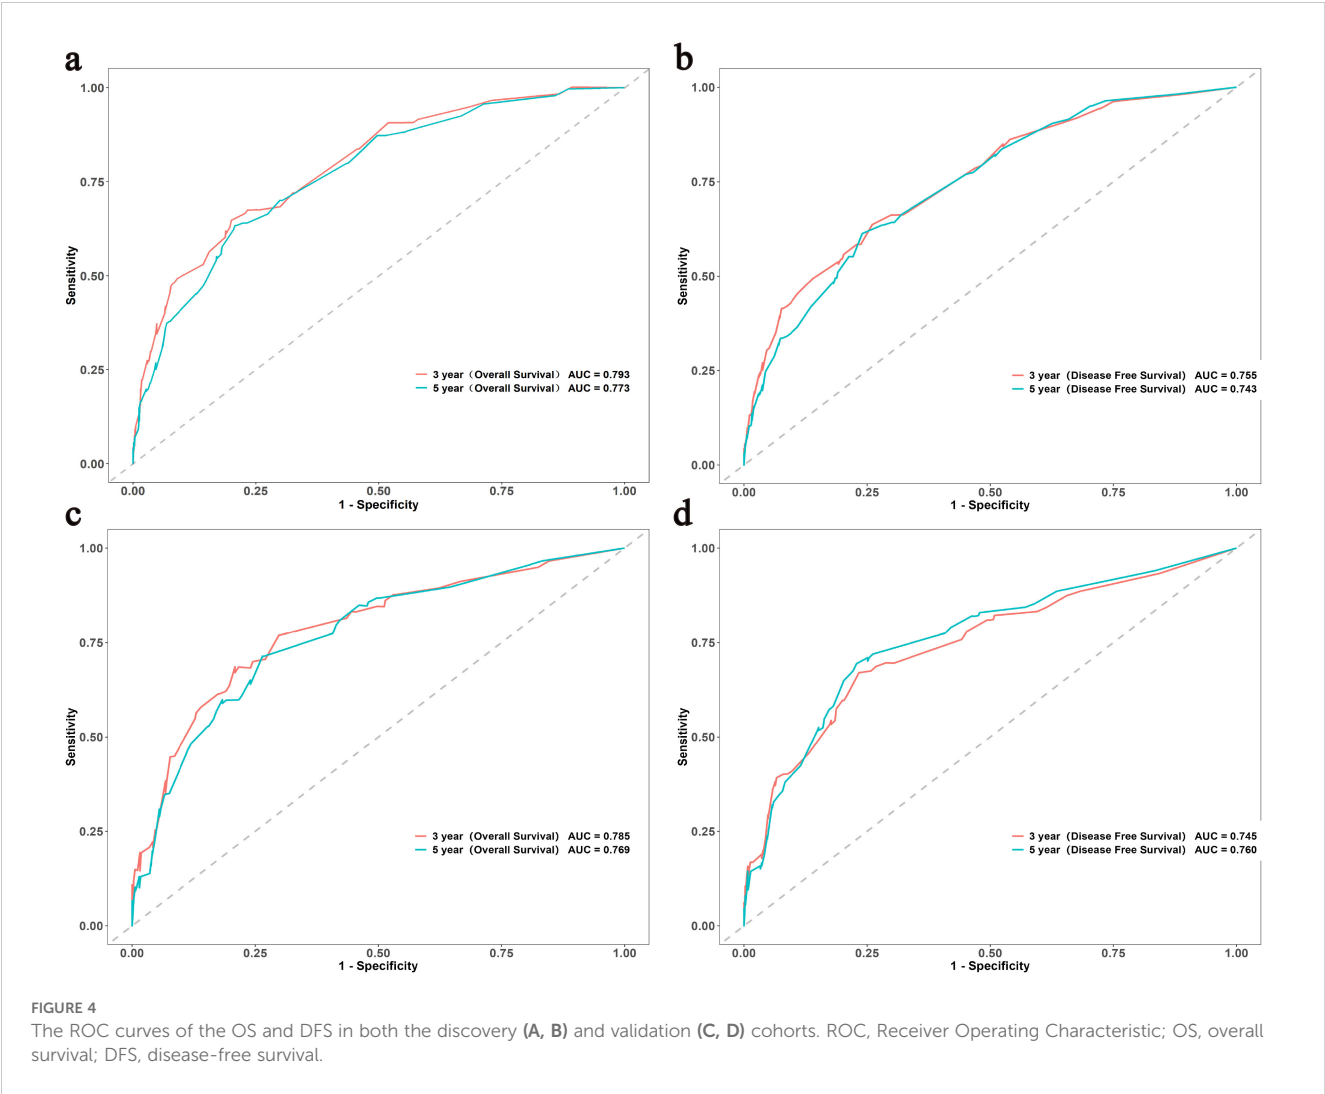 a
1.00
0.75
0.50
0.25
0.00
Sensitivity
3 year（Overall Survival） AUC = 0.793
5 year（Overall Survival） AUC = 0.773
0.00 0.25 0.50 0.75 1.00
1 - Specificity
b
1.00
0.75
0.50
0.25
0.00
Sensitivity
3 year（Disease Free Survival） AUC = 0.755
5 year（Disease Free Survival） AUC = 0.743
0.00 0.25 0.50 0.75 1.00
1 - Specificity
c
1.00
0.75
0.50
0.25
0.00
Sensitivity
3 year（Overall Survival） AUC = 0.785
5 year（Overall Survival） AUC = 0.769
0.00 0.25 0.50 0.75 1.00
1 - Specificity
d
1.00
0.75
0.50
0.25
0.00
Sensitivity
3 year（Disease Free Survival） AUC = 0.745
5 year（Disease Free Survival） AUC = 0.760
0.00 0.25 0.50 0.75 1.00
1 - Specificity
FIGURE 4
The ROC curves of the OS and DFS in both the discovery (A, B) and validation (C, D) cohorts. ROC, Receiver Operating Characteristic; OS, overall
survival; DFS, disease-free survival.